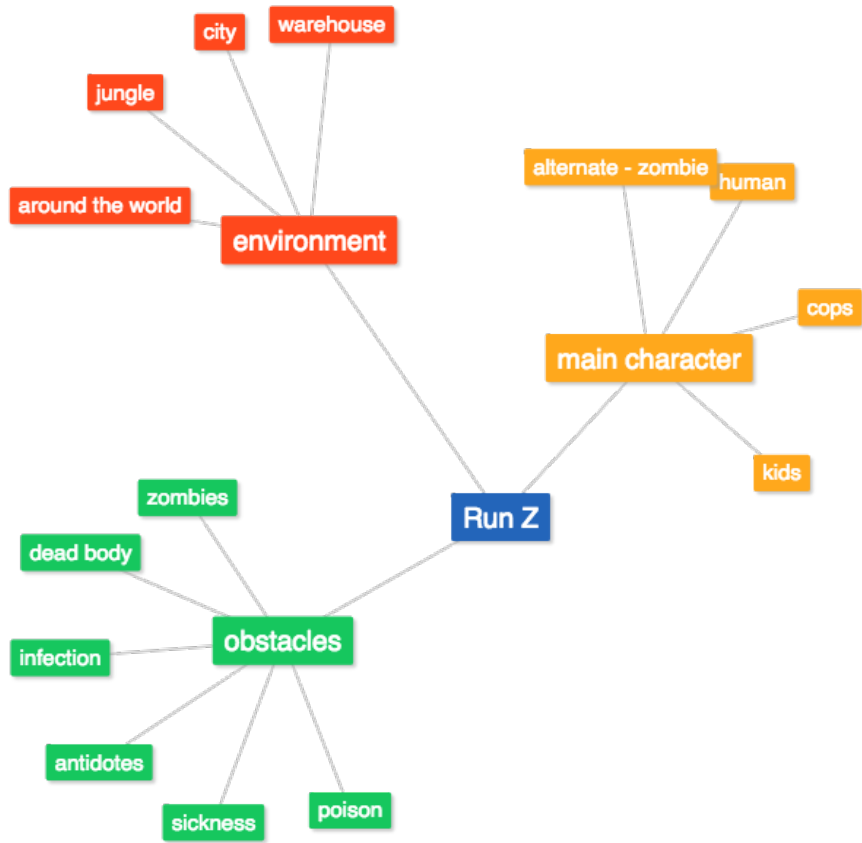 city
warehouse
jungle
around the world
environment
alternate - zombie
human
cops
main character
kids
Run Z
zombies
dead body
obstacles
infection
antidotes
sickness
poison